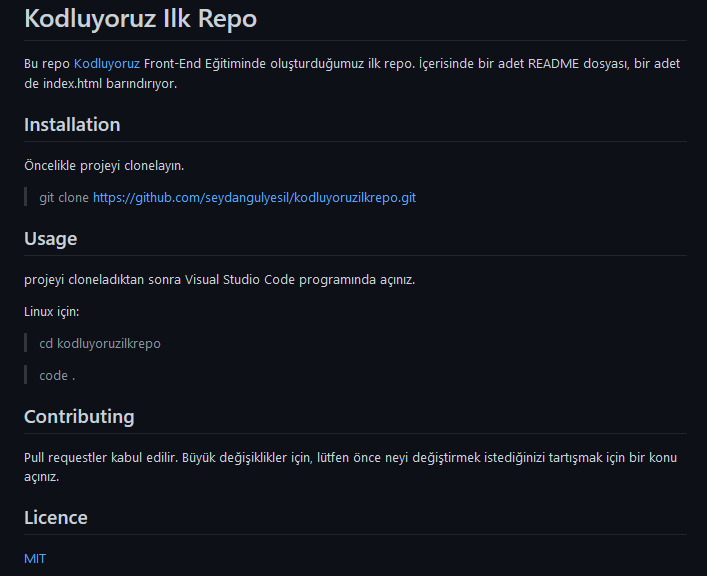 Kodluyoruz Ilk Repo
Bu repo Kodluyoruz Front-End Eğitiminde oluşturduğumuz ilk repo. İçerisinde bir adet README dosyası, bir adet
de index.html barındırıyor.
Installation
Öncelikle projeyi clonelayın.
git clone https://github.com/seydangulyesil/kodluyoruzilkrepo.git
Usage
projeyi cloneladıktan sonra Visual Studio Code programında açınız.
Linux için:
cd kodluyoruzilkrepo
code .
Contributing
Pull requestler kabul edilir. Büyük değişiklikler için, lütfen önce neyi değiştirmek istediğinizi tartışmak için bir konu
açınız.
Licence
MIT